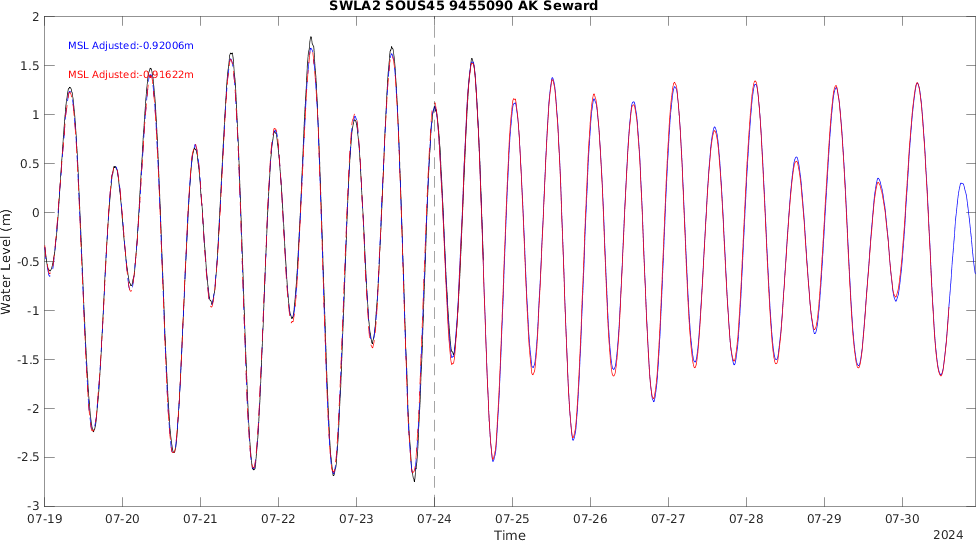 SWLA2 SOUS45 9455090 AK Seward
2
1.5
1
0.5
0
-0.5
-1
-1.5
-2
-2.5
-3
Water Level (m)
MSL Adjusted:-0.92006m
MSL Adjusted:-0.91622m
07-19 07-20 07-21 07-22 07-23 07-24 07-25 07-26 07-27 07-28 07-29 07-30
Time
2024